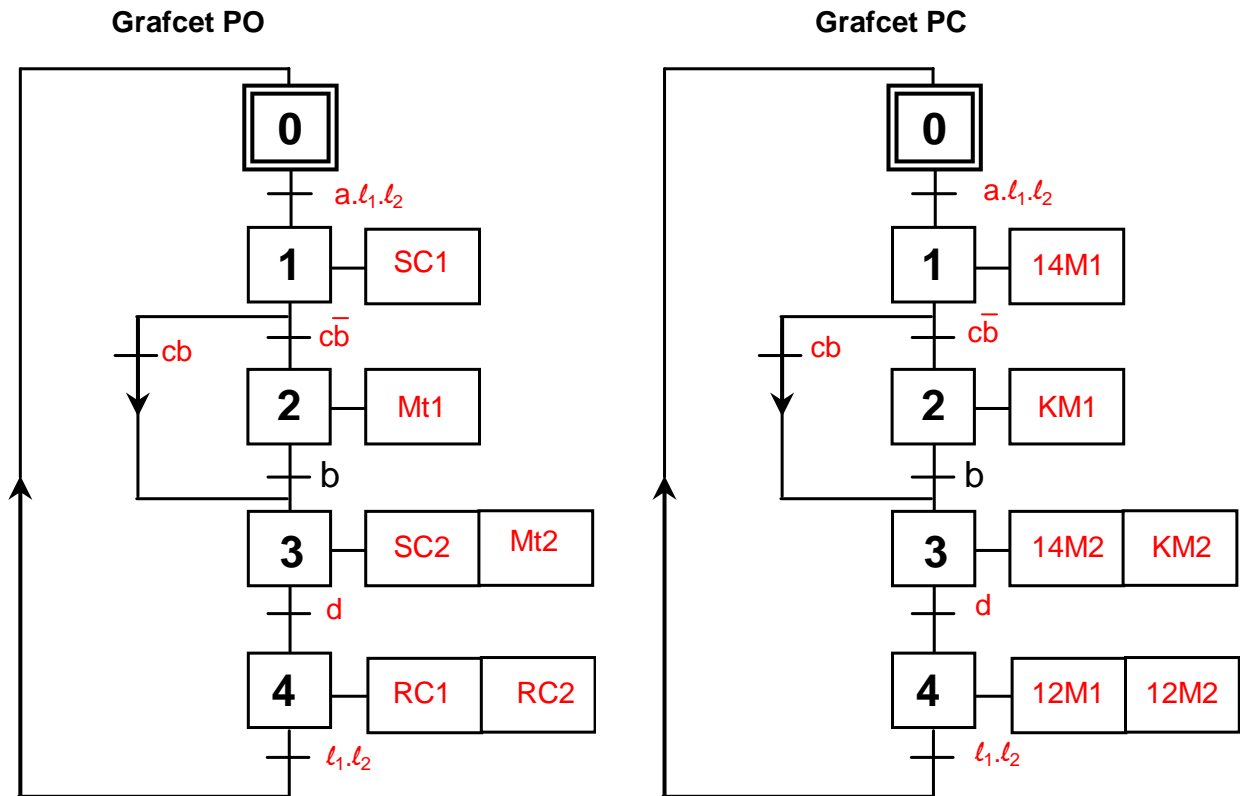 Grafcet PO
0
a.ℓ₁.ℓ₂
1 SC1
cb cb̅
2 Mt1
b
3 SC2 Mt2
d
4 RC1 RC2
ℓ₁.ℓ₂
Grafcet PC
0
a.ℓ₁.ℓ₂
1 14M1
cb cb̅
2 KM1
b
3 14M2 KM2
d
4 12M1 12M2
ℓ₁.ℓ₂